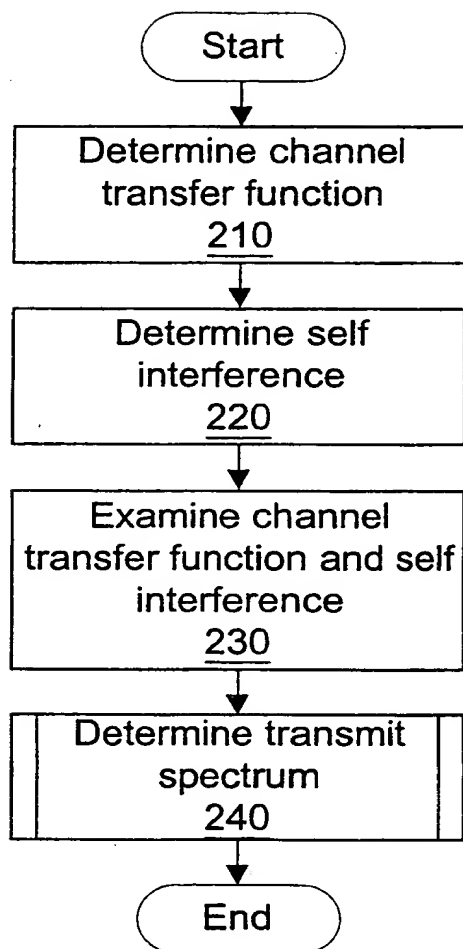 Start
Determine channel
transfer function
210
Determine self
interference
220
Examine channel
transfer function and self
interference
230
Determine transmit
spectrum
240
End